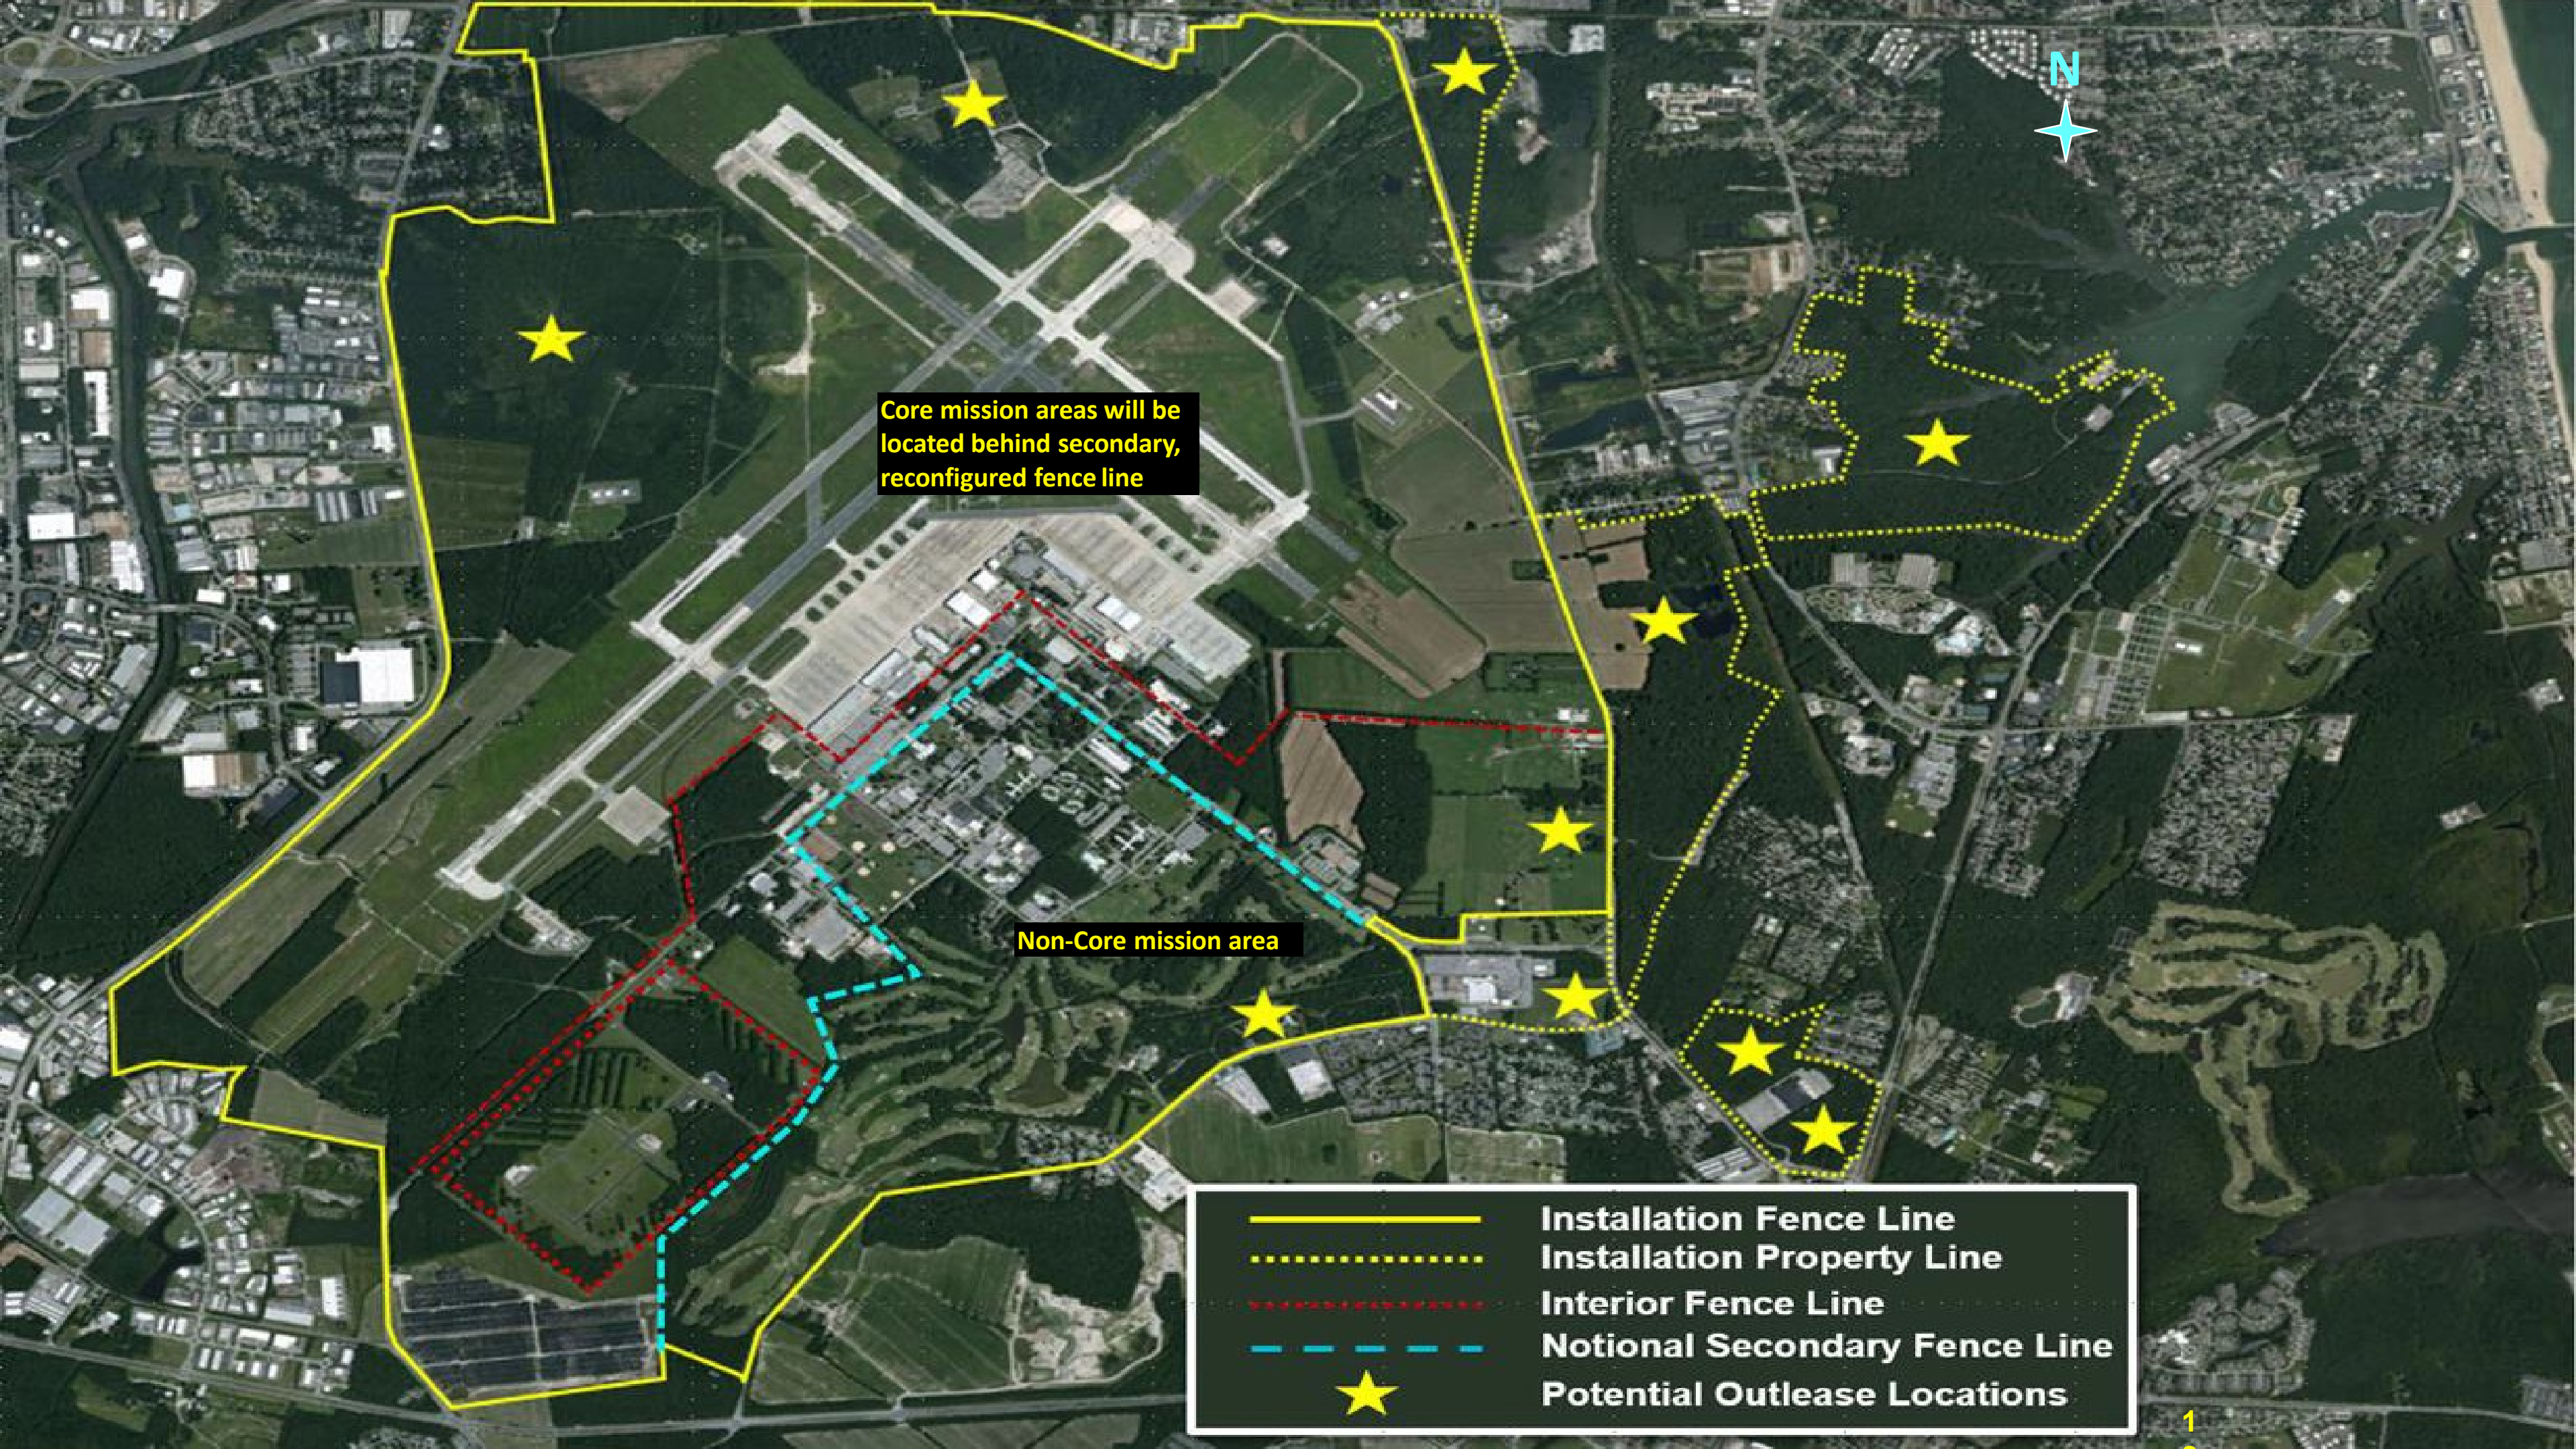 N
Core mission areas will be
located behind secondary,
reconfigured fence line
Non-Core mission area
Installation Fence Line
Installation Property Line
Interior Fence Line
Notional Secondary Fence Line
Potential Outlease Locations
1